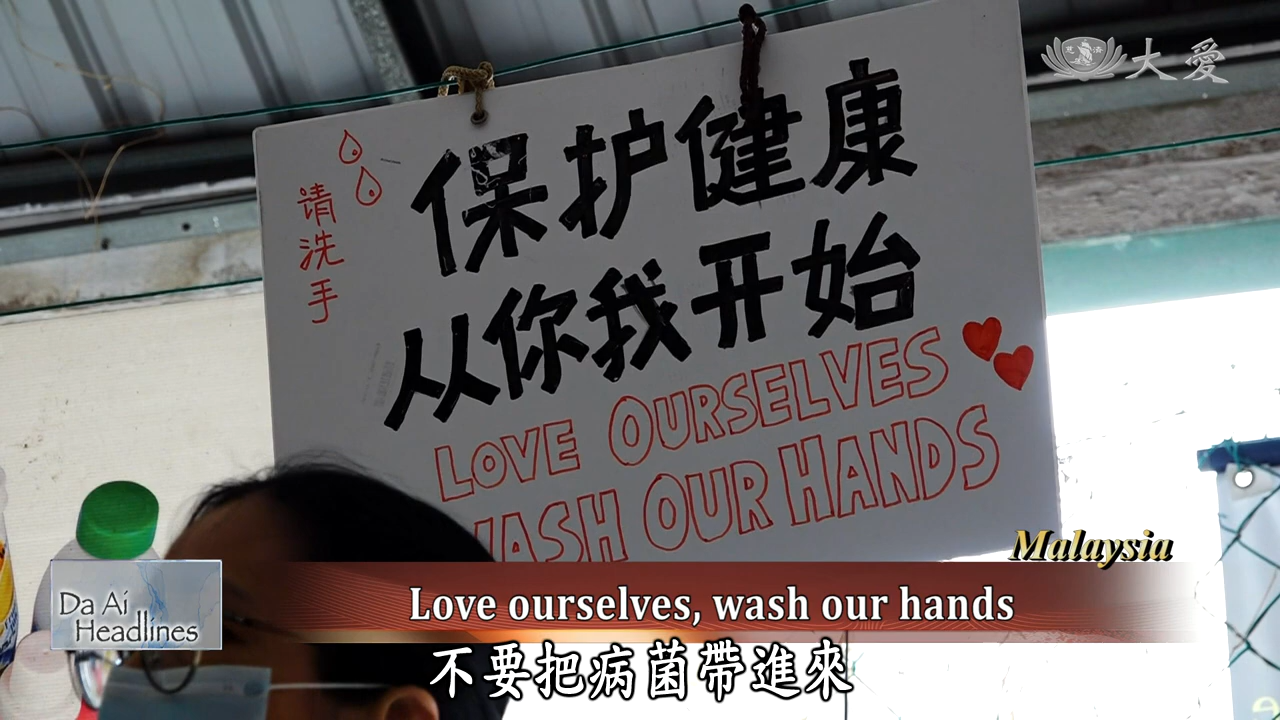 大愛
请洗手
保护健康
从你我开始
LOVE OURSELVES
WASH OUR HANDS
Malaysia
Da Ai
Headlines
Love ourselves, wash our hands
不要把病菌帶進來